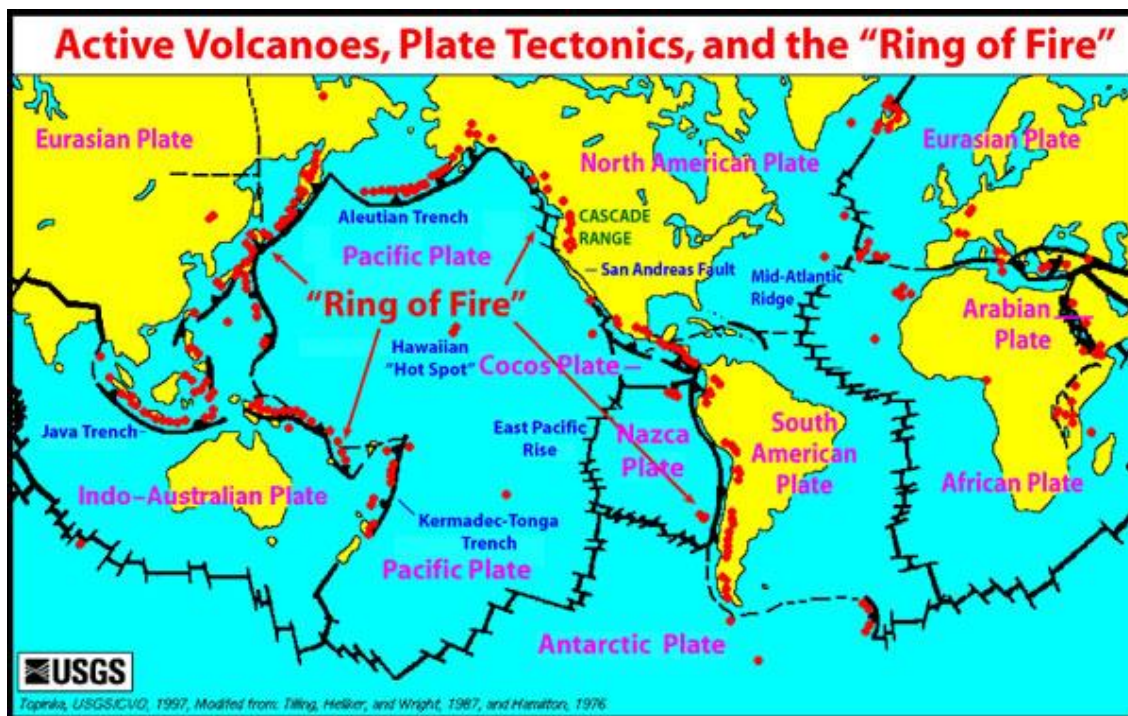 Active Volcanoes, Plate Tectonics, and the “Ring of Fire”
Eurasian Plate
North American Plate
Eurasian Plate
Aleutian Trench
CASCADE
RANGE
Pacific Plate
San Andreas Fault
Mid-Atlantic
Ridge
“Ring of Fire”
Arabian
Plate
Hawaiian
"Hot Spot"
Cocos Plate
Java Trench
East Pacific
Rise
Nazca
Plate
South
American
Plate
Indo-Australian Plate
African Plate
Kermadec-Tonga
Trench
Pacific Plate
Antarctic Plate
USGS
Topinka, USGS/CVO, 1997, Modified from: Tilling, Heliker, and Wright, 1987, and Hamilton, 1976